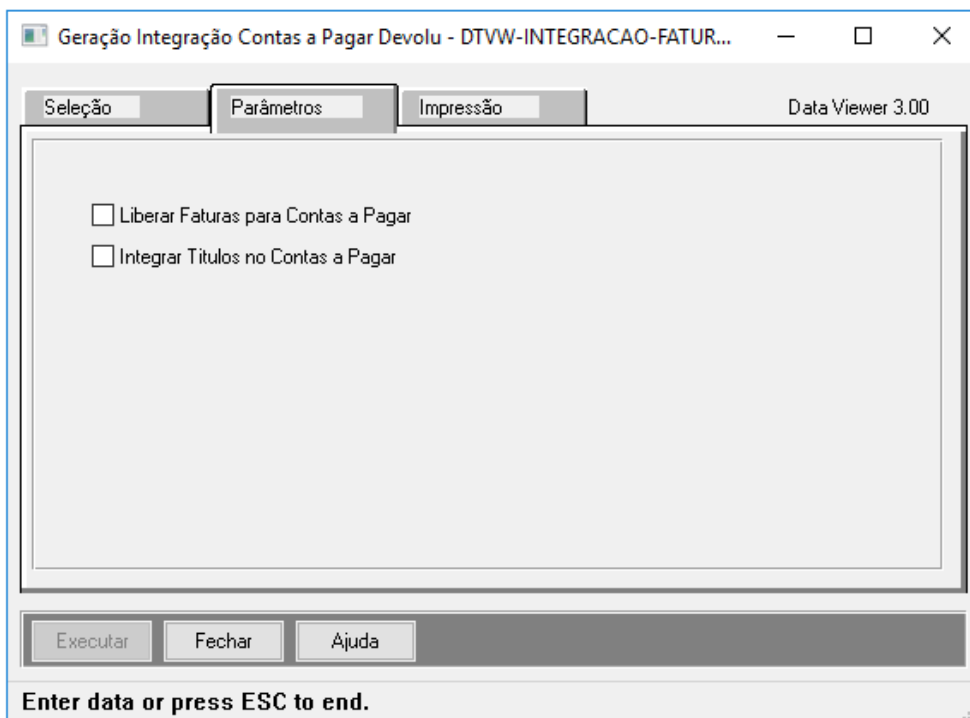 Geração Integração Contas a Pagar Devolu - DTVW-INTEGRACAO-FATUR...
Seleção Parâmetros Impressão Data Viewer 3.00
Liberar Faturas para Contas a Pagar
Integrar Titulos no Contas a Pagar
Executar Fechar Ajuda
Enter data or press ESC to end.